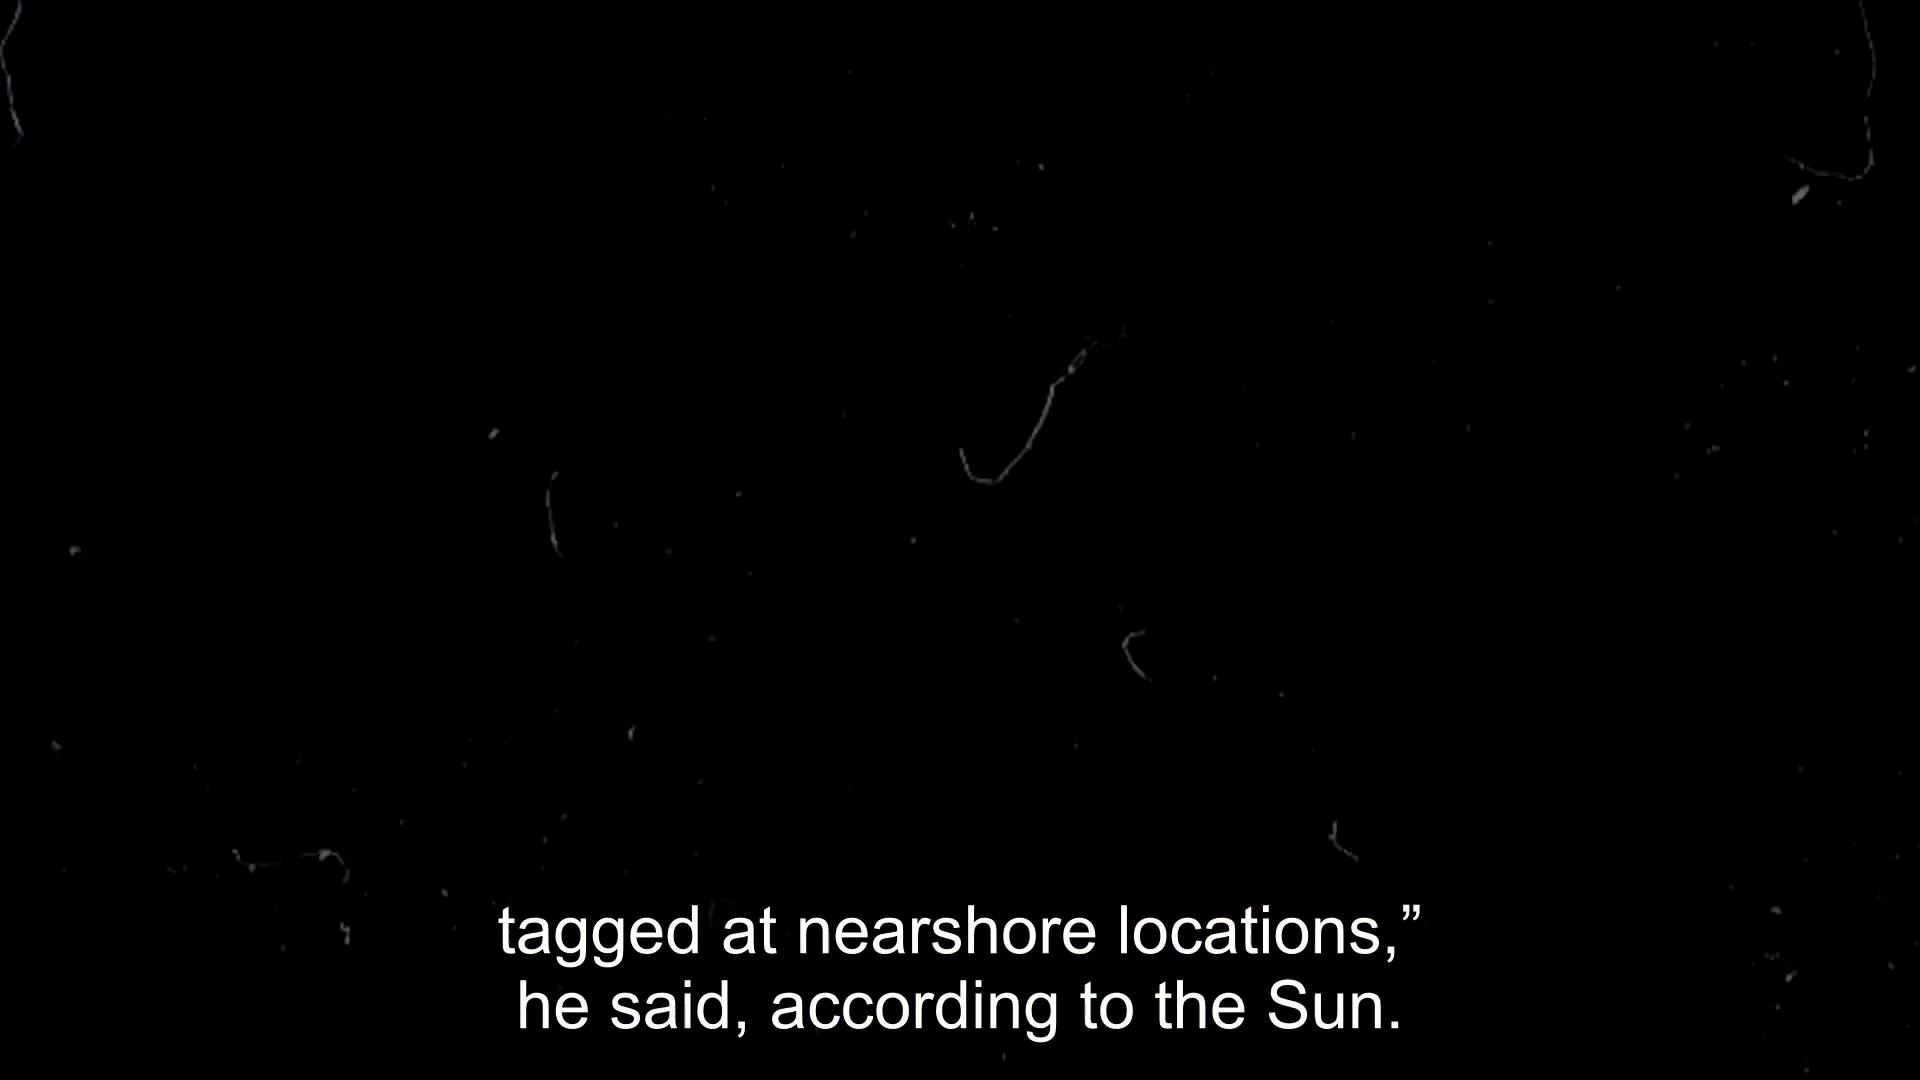 tagged at nearshore locations,”
he said, according to the Sun.